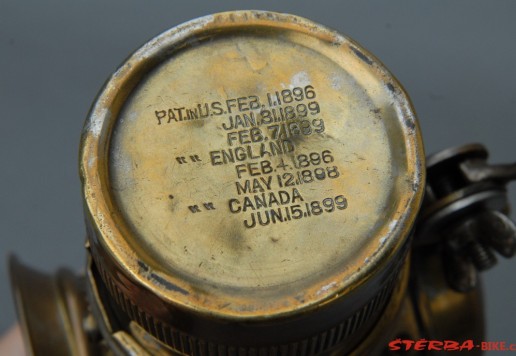 PAT. IN U.S. FEB. 1. 1896
JAN. 31. 1899
FEB. 7. 1899
" " ENGLAND
FEB. 4. 1896
MAY 12. 1898
" " CANADA
JUN. 15. 1899
STERBA-BIKE.c